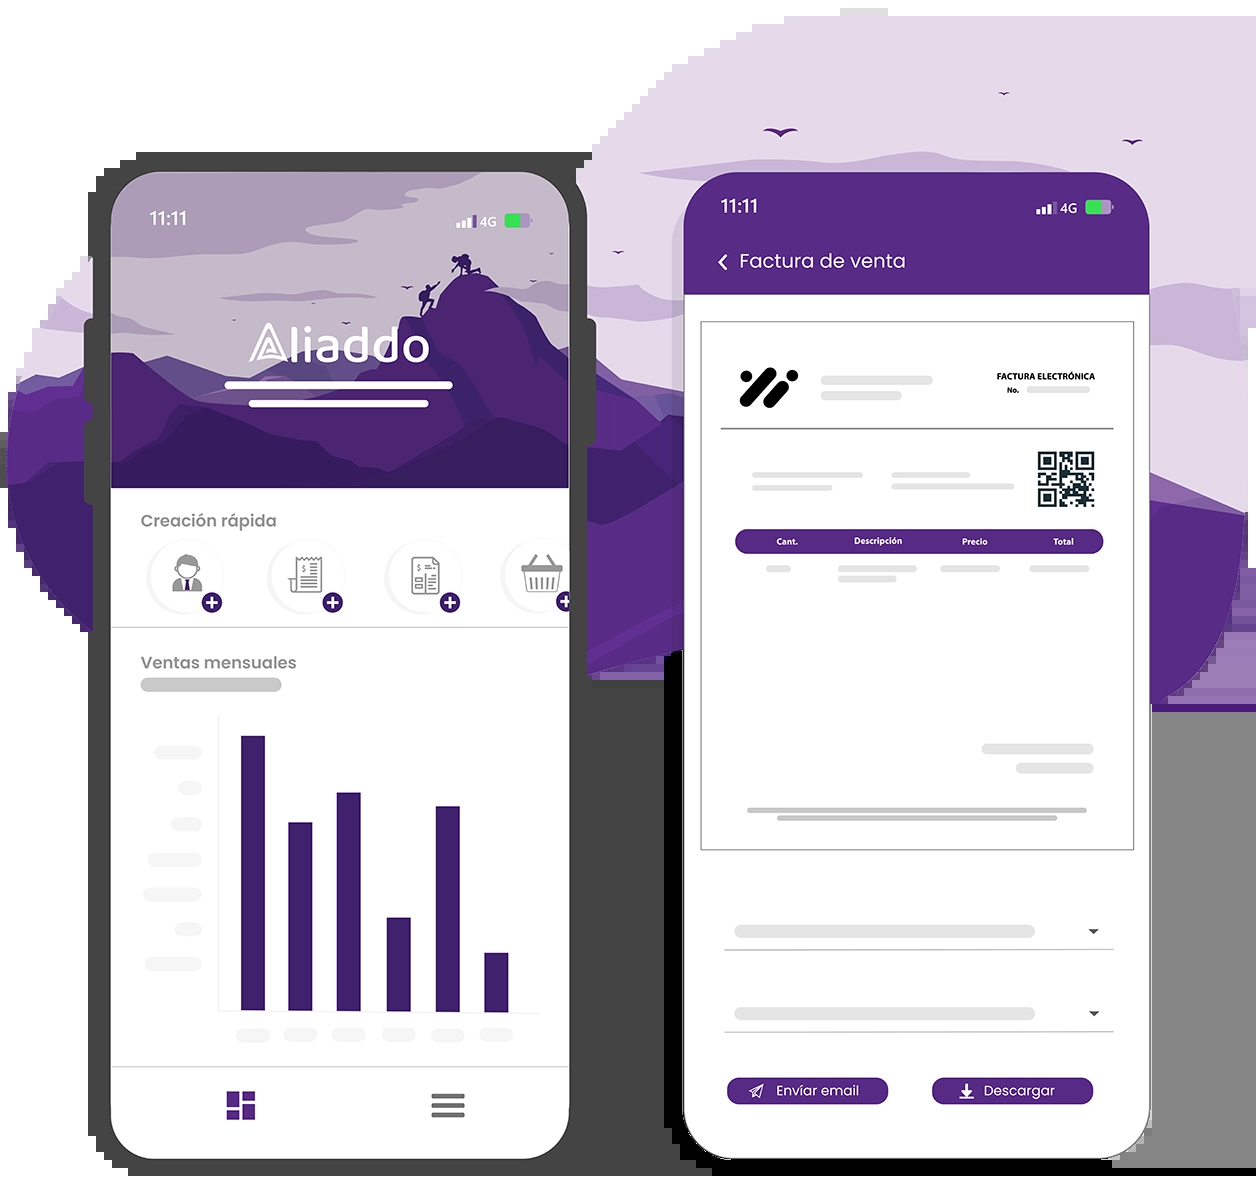 11:11
4G
Aliaddo
Creación rápida
Ventas mensuales
11:11
4G
Factura de venta
FACTURA ELECTRÓNICA
No.
Cant. Descripción Precio Total
Envíar email
Descargar